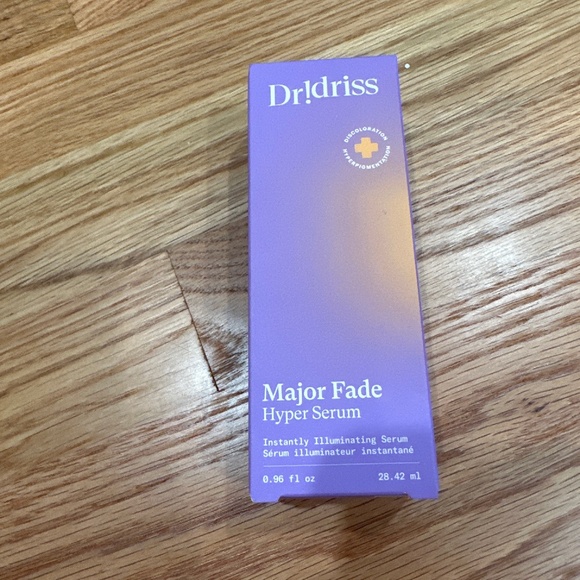 Dr!driss
DISCOLORATION
HYPERPIGMENTATION
Major Fade
Hyper Serum
Instantly Illuminating Serum
Sérum illuminateur instantané
0.96 fl oz 28.42 ml